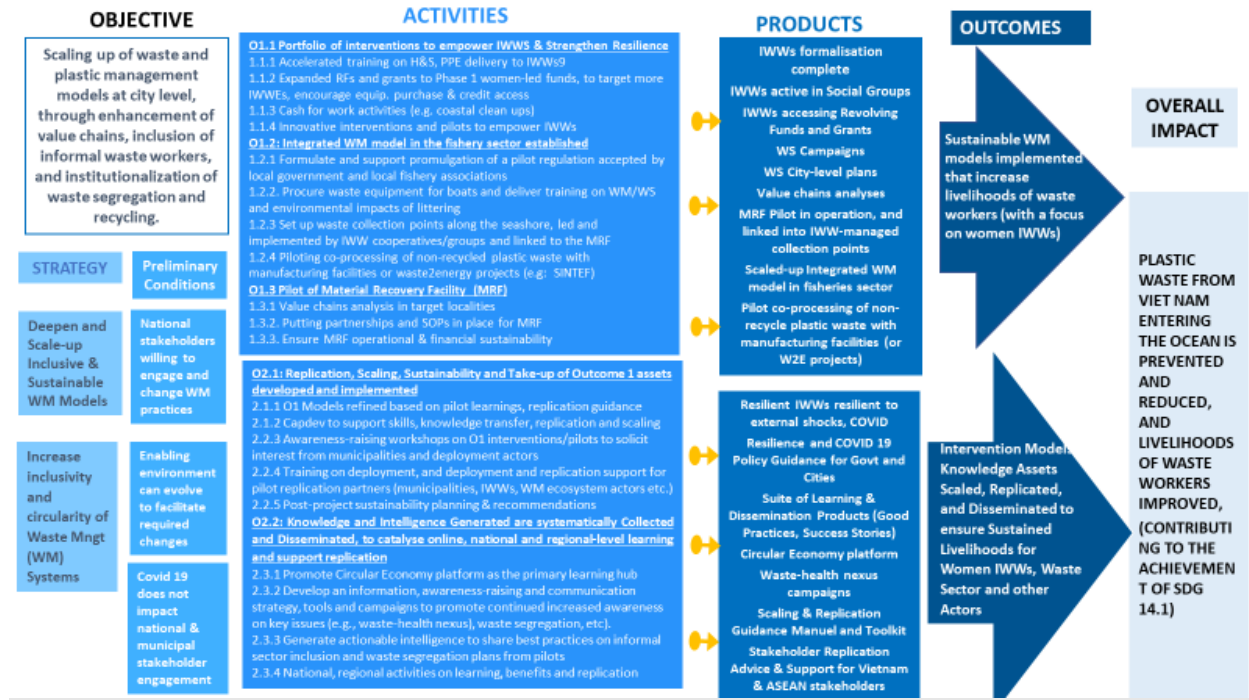 OBJECTIVE
Scaling up of waste and
plastic management
models at city level,
through enhancement of
value chains, inclusion of
informal waste workers,
and institutionalization of
waste segregation and
recycling.
STRATEGY
Deepen and
Scale-up
Inclusive &
Sustainable
WM Models
Increase
inclusivity
and
circularity of
Waste Mngt
(WM)
Systems
Preliminary
Conditions
National
stakeholders
willing to
engage and
change WM
practices
Enabling
environment
can evolve
to facilitate
required
changes
Covid 19
does not
impact
national &
municipal
stakeholder
engagement
ACTIVITIES
O1.1 Portfolio of interventions to empower IWWS & Strengthen Resilience
1.1.1 Accelerated training on H&S, PPE delivery to IWWs9
1.1.2 Expanded RFs and grants to Phase 1 women-led funds, to target more
IWWEs, encourage equip. purchase & credit access
1.1.3 Cash for work activities (e.g. coastal clean ups)
1.1.4 Innovative interventions and pilots to empower IWWs
O1.2: Integrated WM model in the fishery sector established
1.2.1 Formulate and support promulgation of a pilot regulation accepted by
local government and local fishery associations
1.2.2. Procure waste equipment for boats and deliver training on WM/WS
and environmental impacts of littering
1.2.3 Set up waste collection points along the seashore, led and
implemented by IWW cooperatives/groups and linked to the MRF
1.2.4 Piloting co-processing of non-recycled plastic waste with
manufacturing facilities or waste2energy projects (e.g: SINTEF)
O1.3 Pilot of Material Recovery Facility (MRF)
1.3.1 Value chains analysis in target localities
1.3.2. Putting partnerships and SOPs in place for MRF
1.3.3. Ensure MRF operational & financial sustainability
O2.1: Replication, Scaling, Sustainability and Take-up of Outcome 1 assets
developed and implemented
2.1.1 O1 Models refined based on pilot learnings, replication guidance
2.1.2 Capdev to support skills, knowledge transfer, replication and scaling
2.2.3 Awareness-raising workshops on O1 interventions/pilots to solicit
interest from municipalities and deployment actors
2.2.4 Training on deployment, and deployment and replication support for
pilot replication partners (municipalities, IWWs, WM ecosystem actors etc.)
2.2.5 Post-project sustainability planning & recommendations
O2.2: Knowledge and Intelligence Generated are systematically Collected
and Disseminated, to catalyse online, national and regional-level learning
and support replication
2.3.1 Promote Circular Economy platform as the primary learning hub
2.3.2 Develop an information, awareness-raising and communication
strategy, tools and campaigns to promote continued increased awareness
on key issues (e.g., waste-health nexus), waste segregation, etc).
2.3.3 Generate actionable intelligence to share best practices on informal
sector inclusion and waste segregation plans from pilots
2.3.4 National, regional activities on learning, benefits and replication
PRODUCTS
IWWs formalisation
complete
IWWs active in Social Groups
IWWs accessing Revolving
Funds and Grants
WS Campaigns
WS City-level plans
Value chains analyses
MRF Pilot in operation, and
linked into IWW-managed
collection points
Scaled-up Integrated WM
model in fisheries sector
Pilot co-processing of non-
recycle plastic waste with
manufacturing facilities (or
W2E projects)
Resilient IWWs resilient to
external shocks, COVID
Resilience and COVID 19
Policy Guidance for Govt and
Cities
Suite of Learning &
Dissemination Products (Good
Practices, Success Stories)
Circular Economy platform
Waste-health nexus
campaigns
Scaling & Replication
Guidance Manuel and Toolkit
Stakeholder Replication
Advice & Support for Vietnam
& ASEAN stakeholders
OUTCOMES
Sustainable WM
models implemented
that increase
livelihoods of waste
workers (with a focus
on women IWWs)
Intervention Models
Knowledge Assets
Scaled, Replicated,
and Disseminated to
ensure Sustained
Livelihoods for
Women IWWs, Waste
Sector and other
Actors
OVERALL
IMPACT
PLASTIC
WASTE FROM
VIET NAM
ENTERING
THE OCEAN IS
PREVENTED
AND
REDUCED,
AND
LIVELIHOODS
OF WASTE
WORKERS
IMPROVED,
(CONTRIBUTI
NG TO THE
ACHIEVEMEN
T OF SDG
14.1)